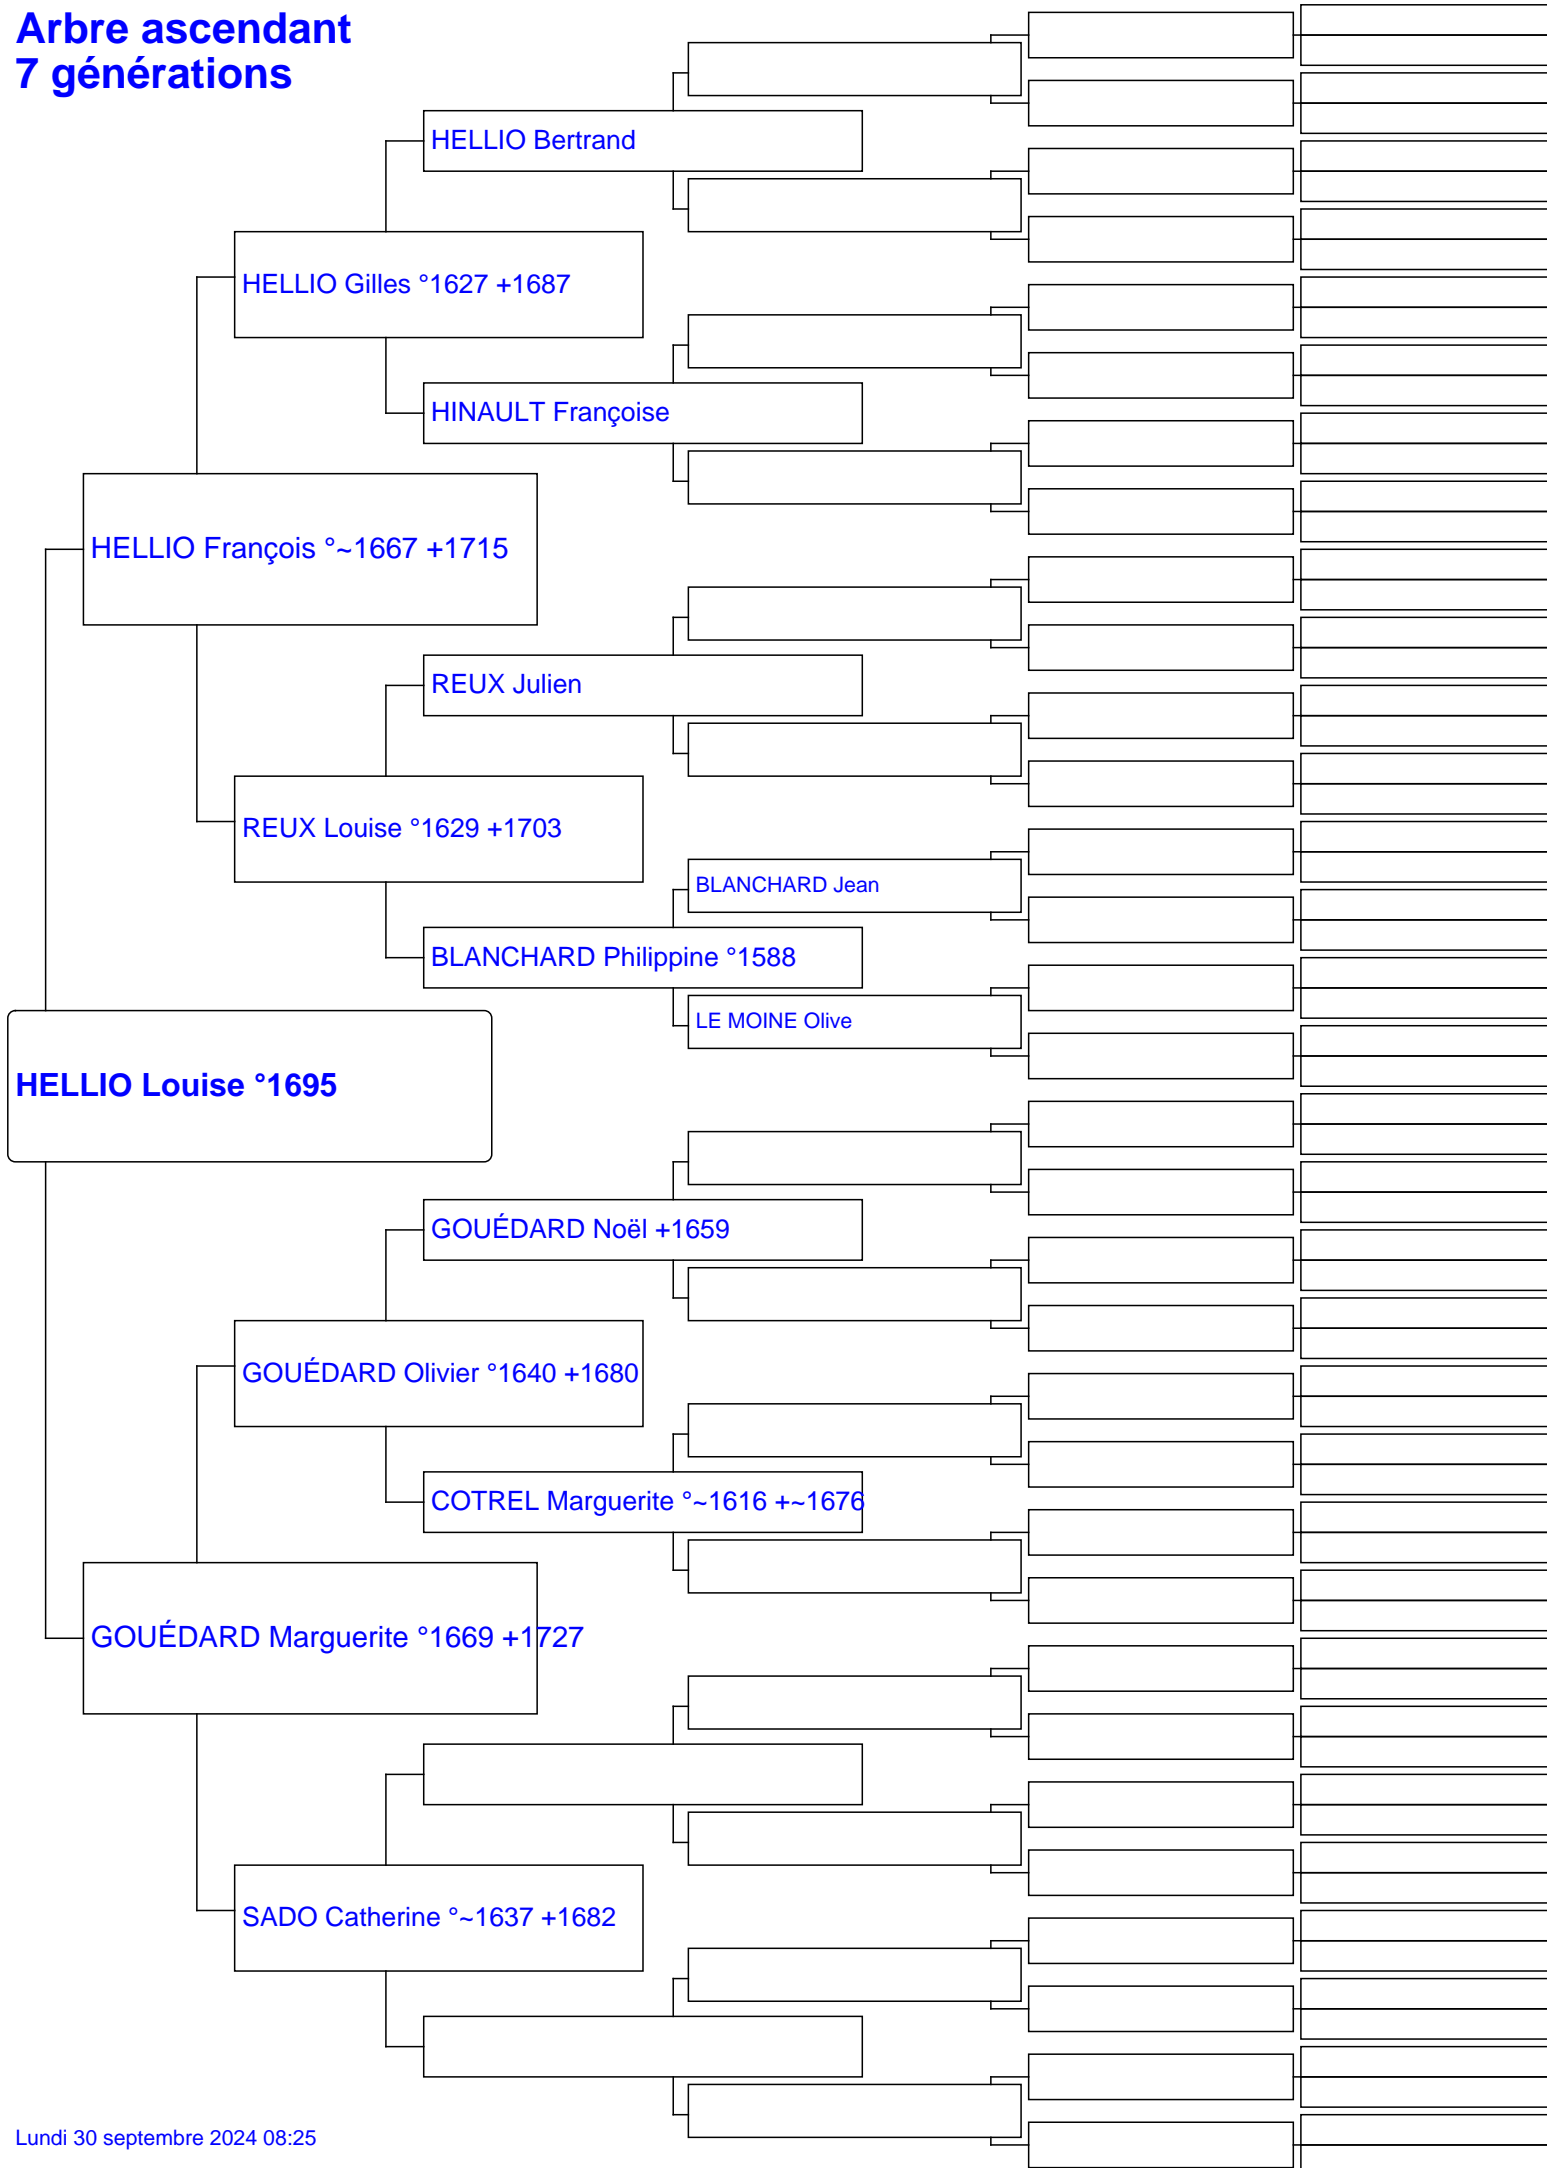 Arbre ascendant
7 générations
HELLIO Bertrand
HELLIO Gilles °1627 +1687
HINAULT Françoise
HELLIO François °~1667 +1715
REUX Julien
REUX Louise °1629 +1703
BLANCHARD Jean
BLANCHARD Philippine °1588
LE MOINE Olive
HELLIO Louise °1695
GOUÉDARD Noël +1659
GOUÉDARD Olivier °1640 +1680
COTREL Marguerite °~1616 +~1676
GOUÉDARD Marguerite °1669 +1727
SADO Catherine °~1637 +1682
Lundi 30 septembre 2024 08:25